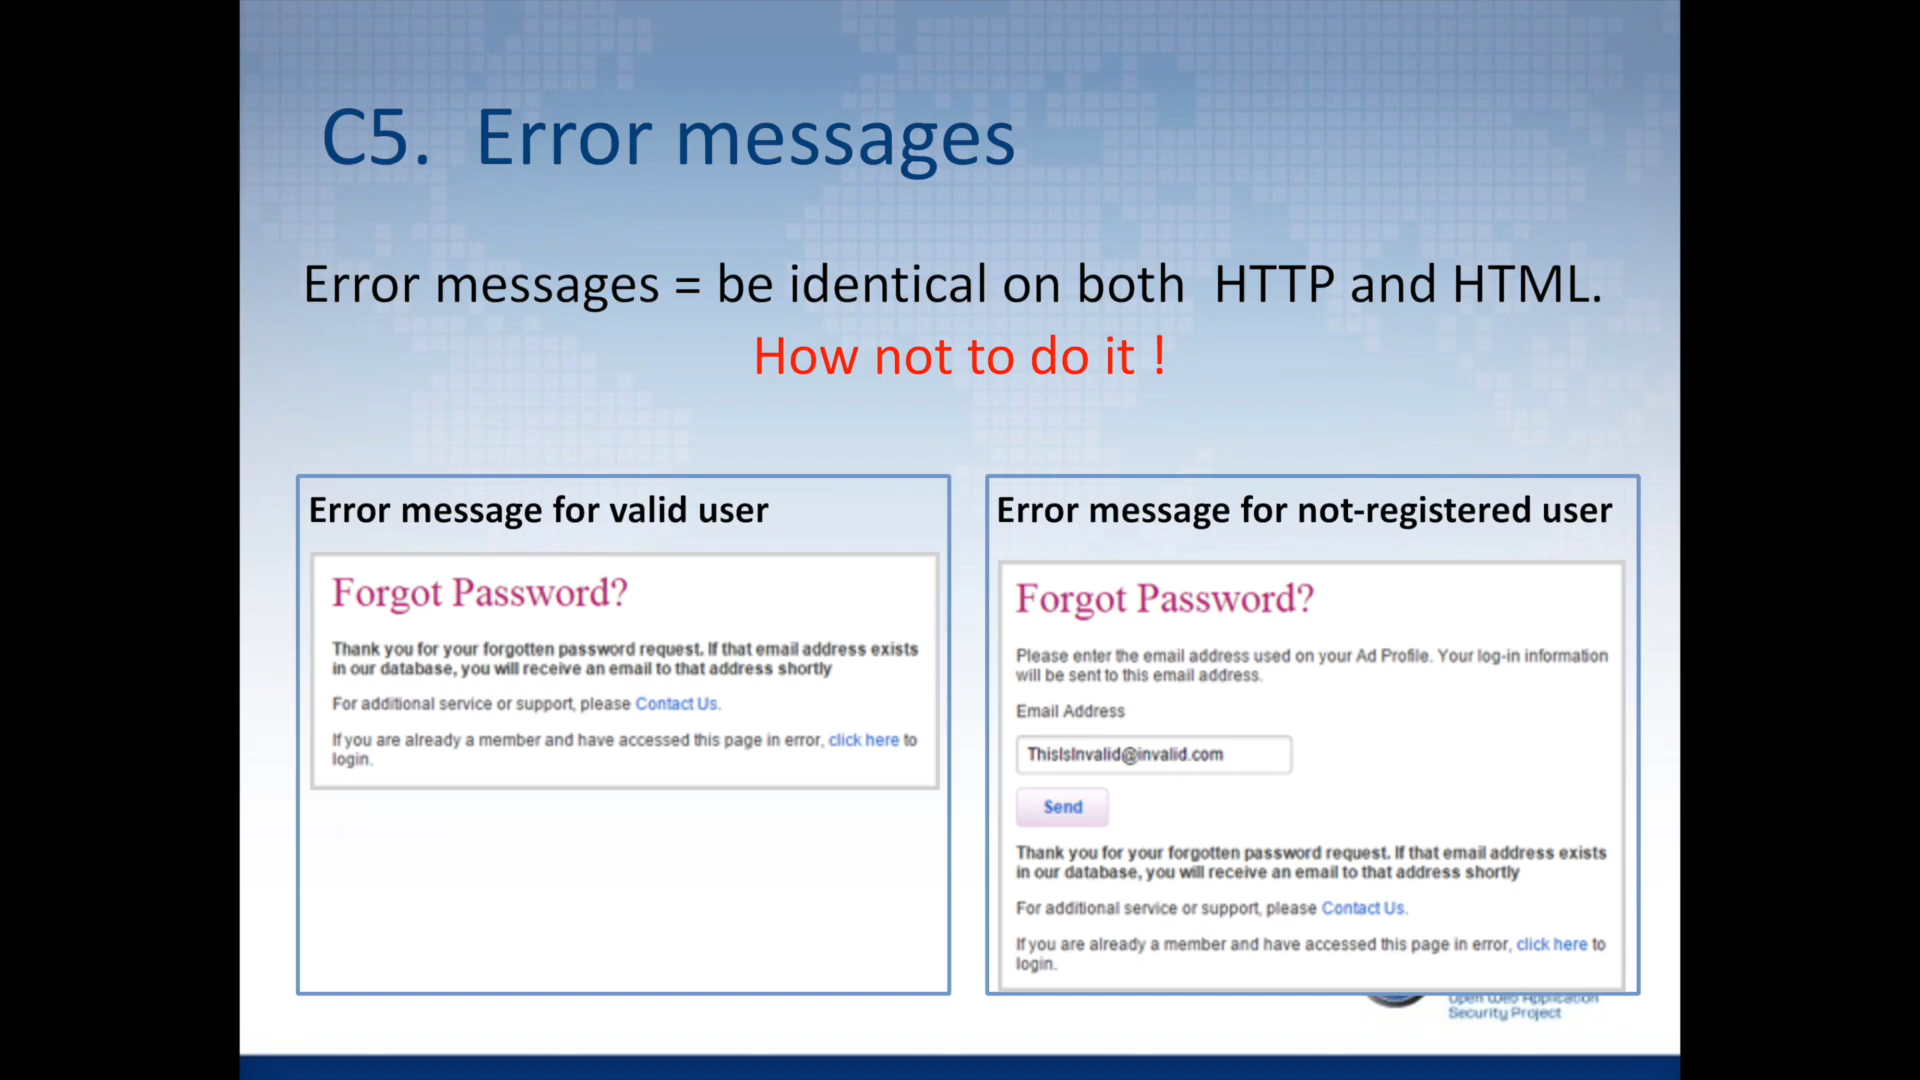 C5. Error messages
Error messages = be identical on both HTTP and HTML.
How not to do it !
Error message for valid user
Forgot Password?
Thank you for your forgotten password request. If that email address exists
in our database, you will receive an email to that address shortly
For additional service or support, please Contact Us.
If you are already a member and have accessed this page in error, click here to
login.
Error message for not-registered user
Forgot Password?
Please enter the email address used on your Ad Profile. Your log-in information
will be sent to this email address.
Email Address
ThisIsInvalid@invalid.com
Send
Thank you for your forgotten password request. If that email address exists
in our database, you will receive an email to that address shortly
For additional service or support, please Contact Us.
If you are already a member and have accessed this page in error, click here to
login.
Open Web Application
Security Project